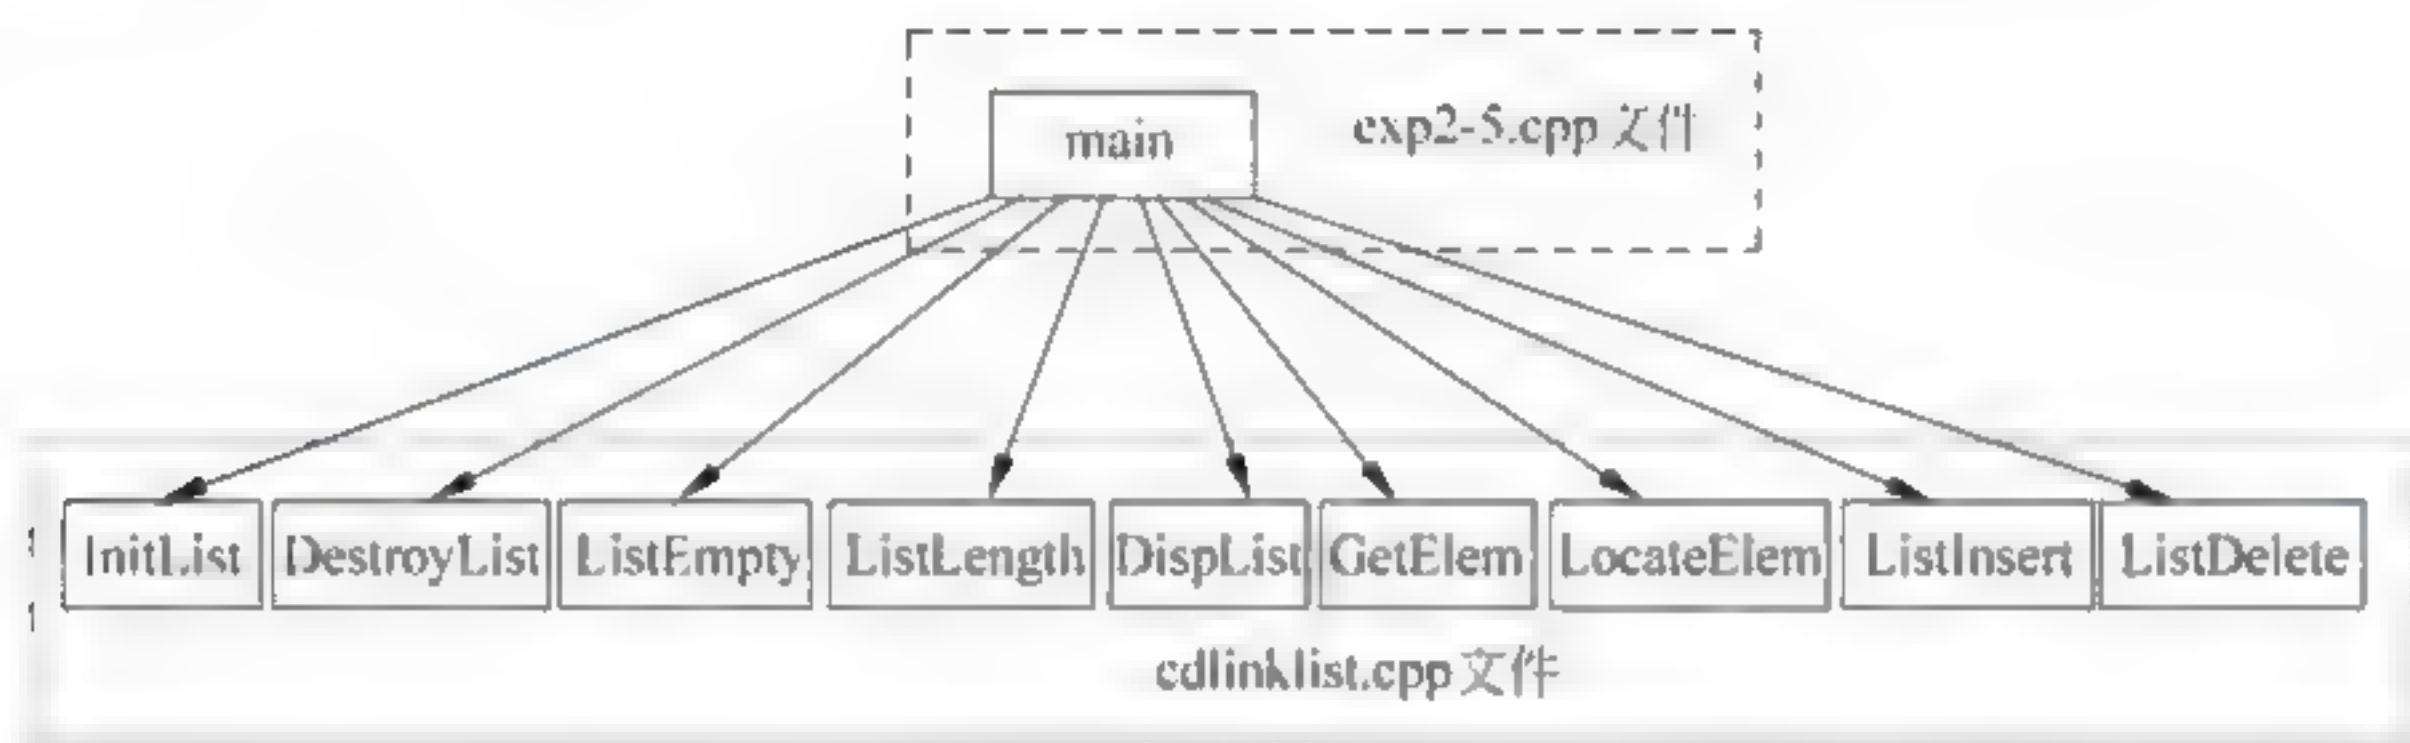 main
exp2-5.cpp 文件
InitList DestroyList ListEmpty ListLength DispList GetElem LocateElem ListInsert ListDelete
cdlinklist.cpp 文件